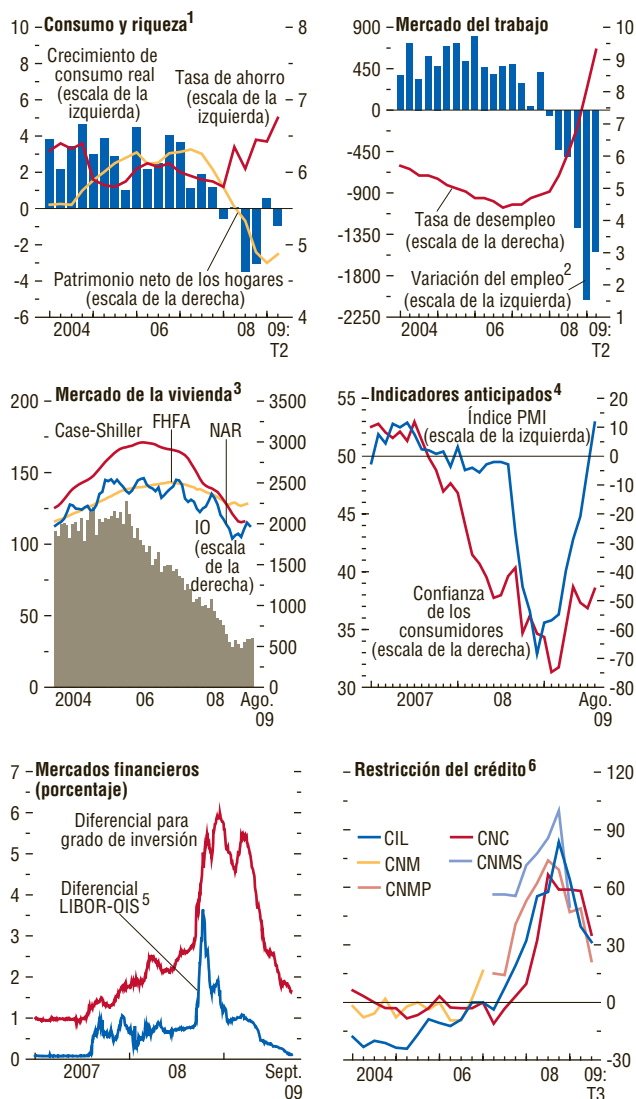 Consumo y riqueza1
10
8
6
4
2
0
-2
-4
-6
8
7
6
5
4
Crecimiento de
consumo real
(escala de la
izquierda)
Tasa de ahorro
(escala de la
izquierda)
Patrimonio neto de los hogares
(escala de la derecha)
2004
06
08
09:
T2
Mercado del trabajo
900
450
0
-450
-900
-1350
-1800
-2250
10
9
8
7
6
5
4
3
2
1
Tasa de desempleo
(escala de la derecha)
Variación del empleo2
(escala de la izquierda)
2004
06
08
09:
T2
Mercado de la vivienda3
200
150
100
50
0
3500
3000
2500
2000
1500
1000
500
0
Case-Shiller
FHFA
NAR
IO
(escala
de la
derecha)
2004
06
08
Ago.
09
Indicadores anticipados4
55
50
45
40
35
30
20
10
0
-10
-20
-30
-40
-50
-60
-70
-80
Índice PMI
(escala de la izquierda)
Confianza
de los
consumidores
(escala de la derecha)
2007
08
Ago.
09
Mercados financieros
(porcentaje)
7
6
5
4
3
2
1
0
Diferencial para
grado de inversión
Diferencial
LIBOR-OIS5
2007
08
Sept.
09
Restricción del crédito6
120
90
60
30
0
-30
CIL
CNC
CNM
CNMS
CNMP
2004
06
08
09:
T3